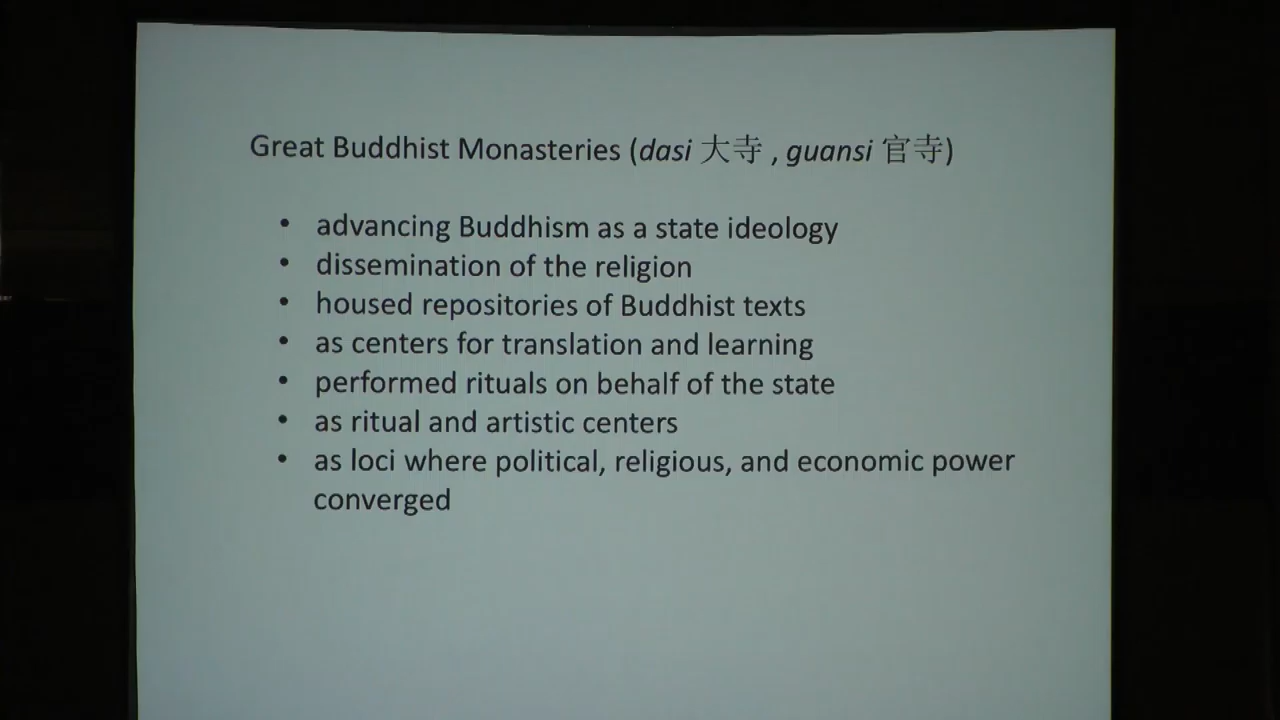 Great Buddhist Monasteries (dasi 大寺 , guansi 官寺)
• advancing Buddhism as a state ideology
• dissemination of the religion
• housed repositories of Buddhist texts
• as centers for translation and learning
• performed rituals on behalf of the state
• as ritual and artistic centers
• as loci where political, religious, and economic power
converged